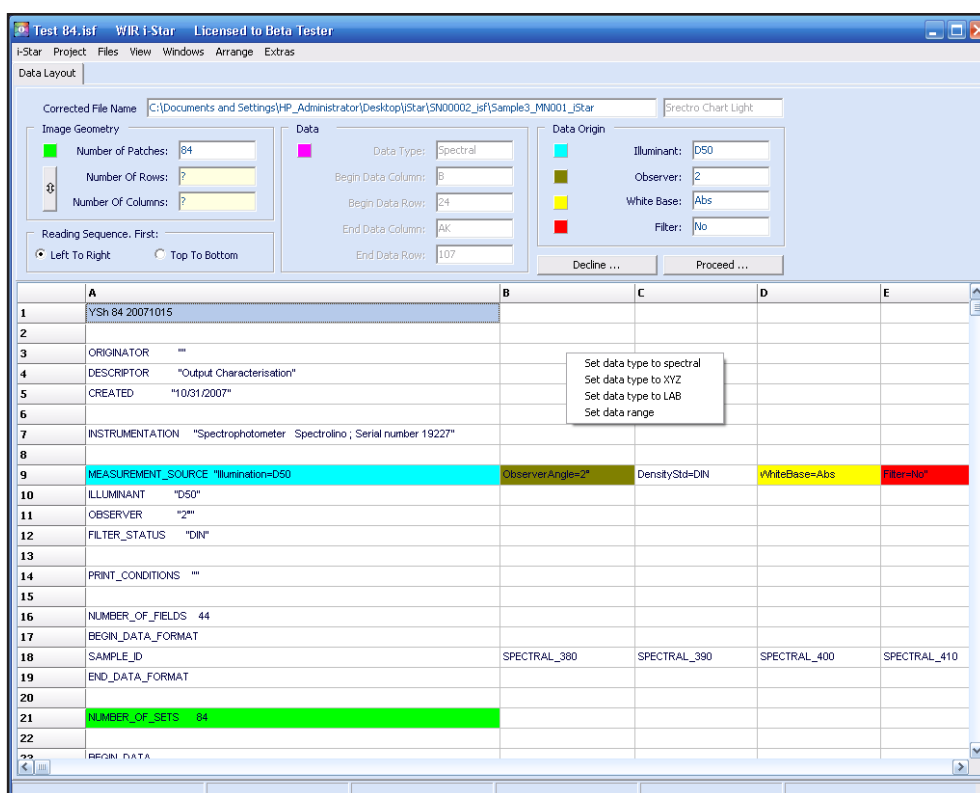 Test 84.isf WIR i-Star Licensed to Beta Tester
i-Star Project Files View Windows Arrange Extras
Data Layout
Corrected File Name C:\Documents and Settings\HP_Administrator\Desktop\iStar\SN00002_isf\Sample3_MN001_iStar Srectro Chart Light
Image Geometry
Number of Patches: 84
Number Of Rows: ?
Number Of Columns: ?
Reading Sequence. First:
Left To Right Top To Bottom
Data
Data Type: Spectral
Begin Data Column: B
Begin Data Row: 24
End Data Column: AK
End Data Row: 107
Data Origin
Illuminant: D50
Observer: 2
White Base: Abs
Filter: No
Decline ... Proceed ...
A B C D E
1 YSh 84 20071015
2
3 ORIGINATOR ""
4 DESCRIPTOR "Output Characterisation"
5 CREATED "10/31/2007"
6
7 INSTRUMENTATION "Spectrophotometer Spectrolino ; Serial number 19227"
8
9 MEASUREMENT_SOURCE "Illumination=D50 ObserverAngle=2° DensityStd=DIN WhiteBase=Abs Filter=No"
10 ILLUMINANT "D50"
11 OBSERVER "2°"
12 FILTER_STATUS "DIN"
13
14 PRINT_CONDITIONS ""
15
16 NUMBER_OF_FIELDS 44
17 BEGIN_DATA_FORMAT
18 SAMPLE_ID SPECTRAL_380 SPECTRAL_390 SPECTRAL_400 SPECTRAL_410
19 END_DATA_FORMAT
20
21 NUMBER_OF_SETS 84
22
23 BEGIN_DATA
Set data type to spectral
Set data type to XYZ
Set data type to LAB
Set data range